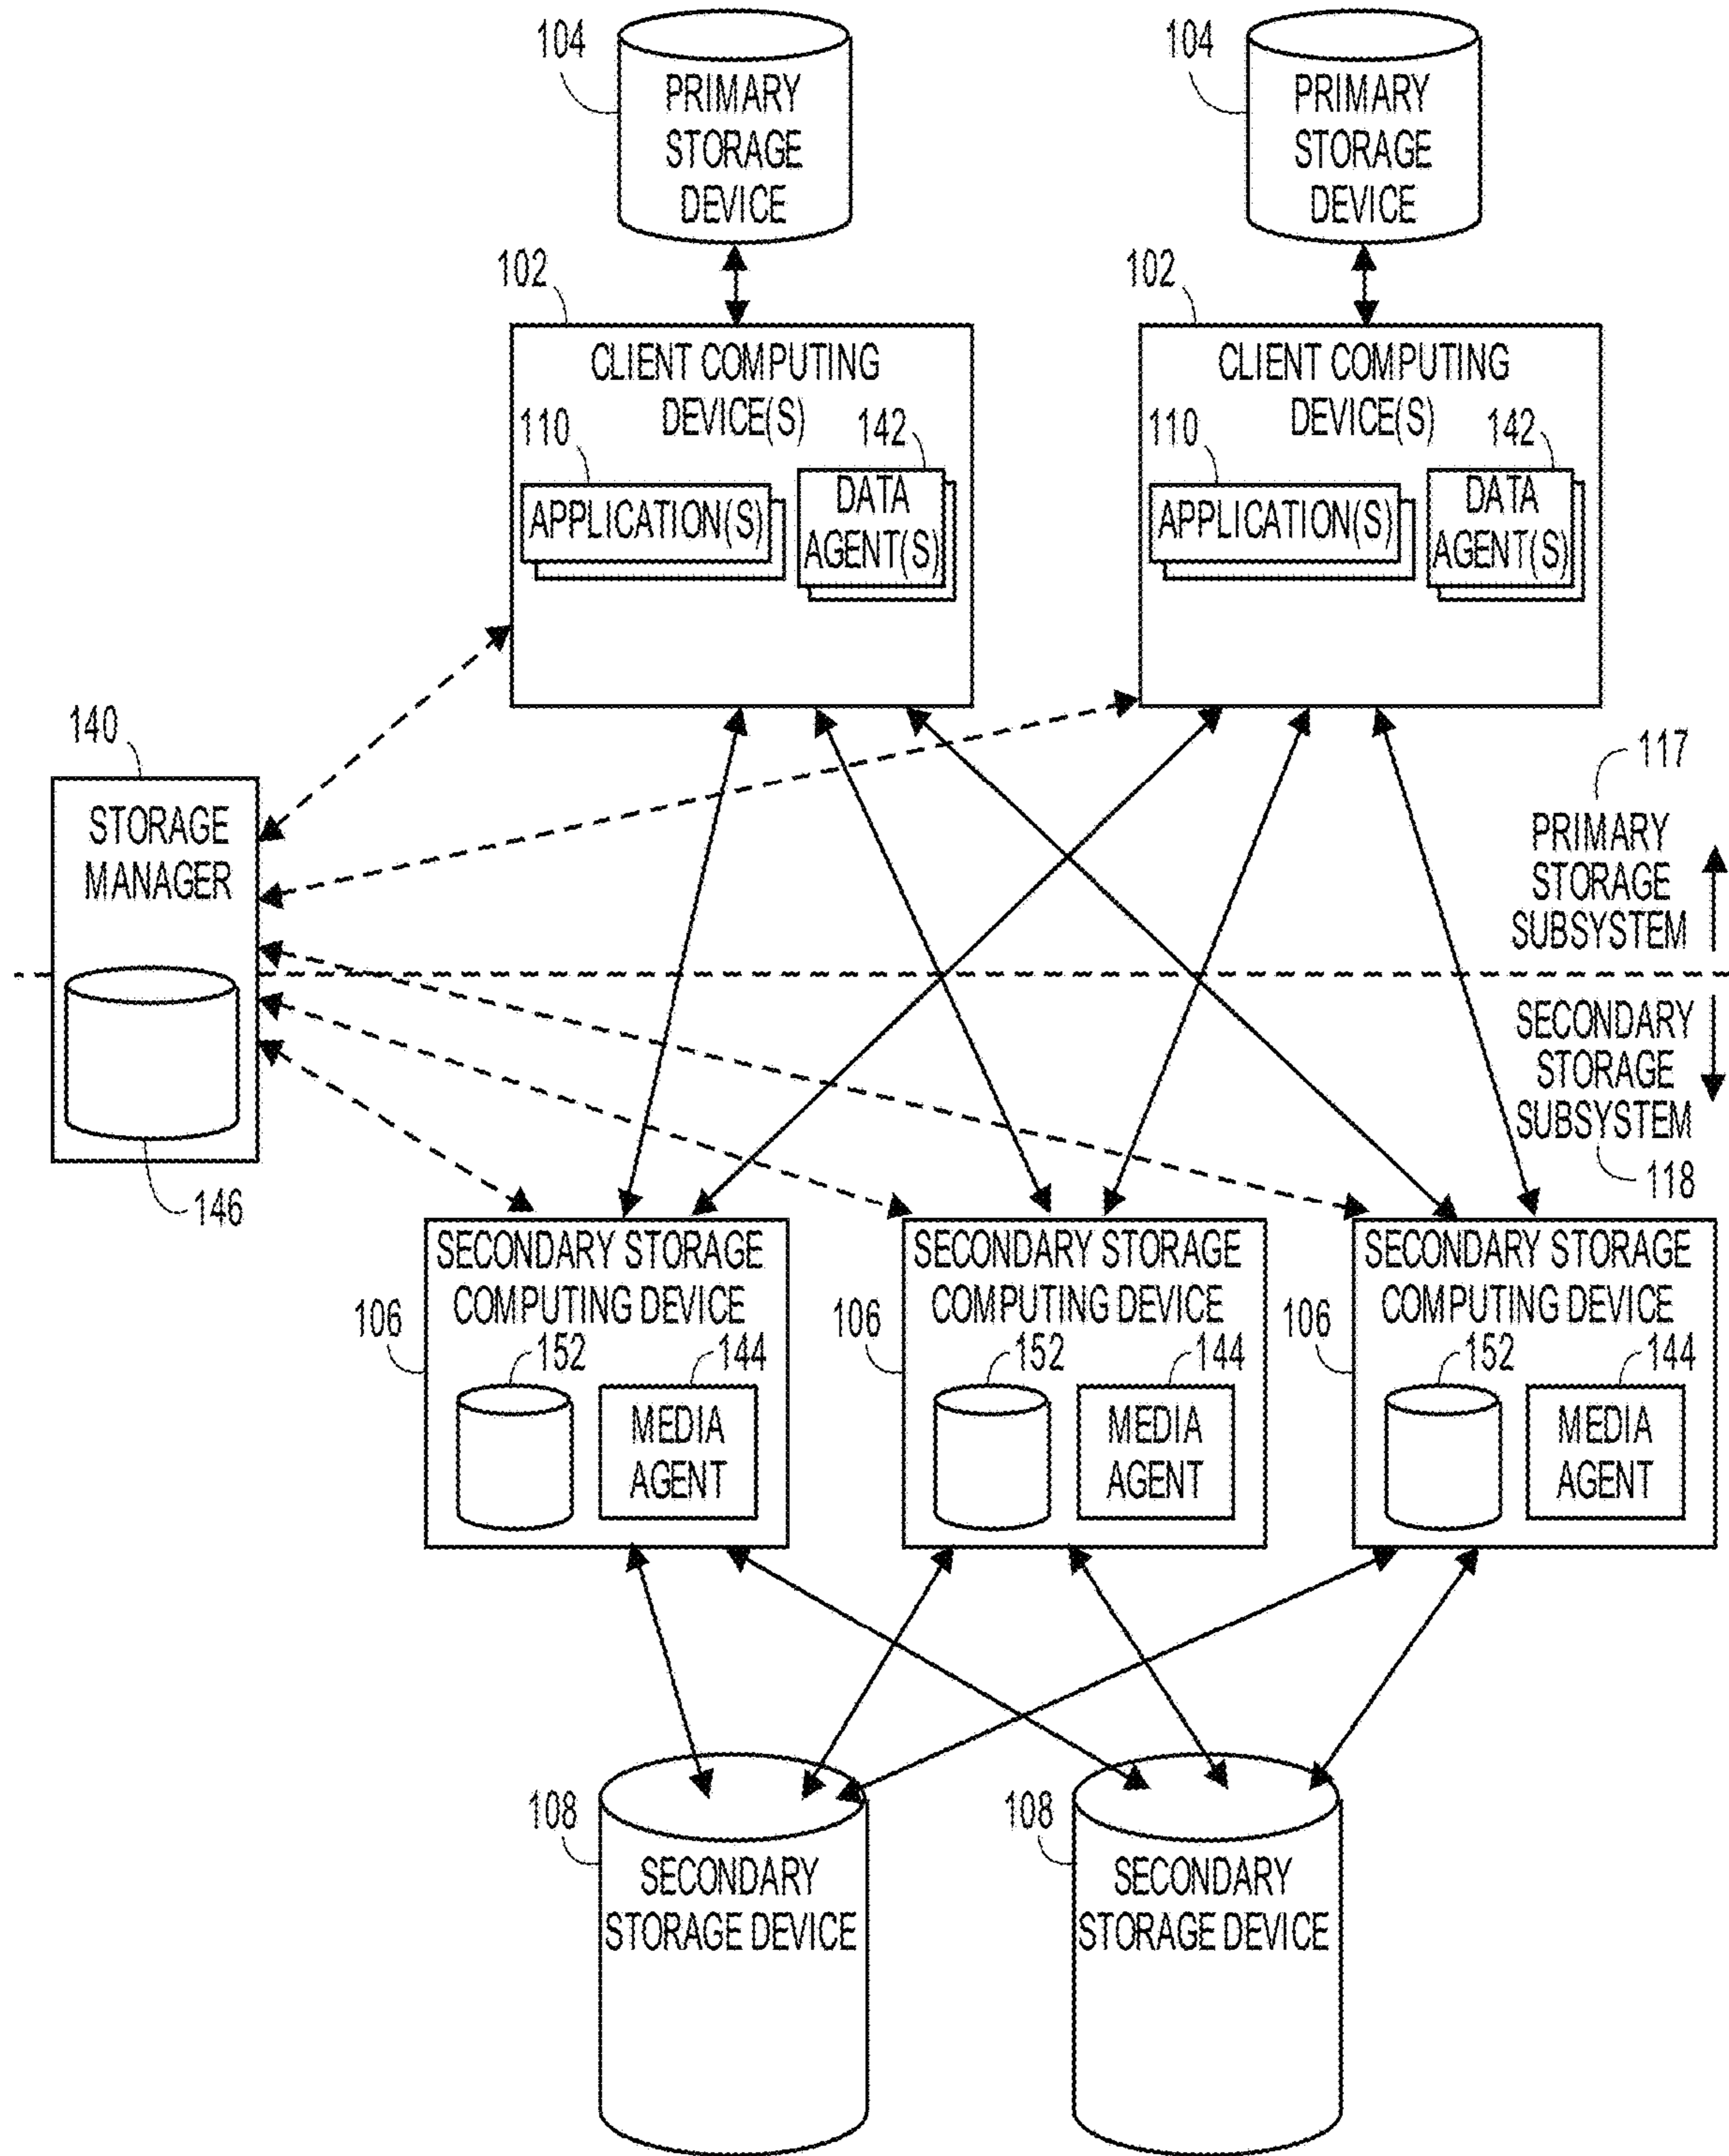 104
PRIMARY
STORAGE
DEVICE
104
PRIMARY
STORAGE
DEVICE
102
CLIENT COMPUTING
DEVICE(S)
110
142
APPLICATION(S)
DATA
AGENT(S)
102
CLIENT COMPUTING
DEVICE(S)
110
142
APPLICATION(S)
DATA
AGENT(S)
140
STORAGE
MANAGER
146
117
PRIMARY
STORAGE
SUBSYSTEM
SECONDARY
STORAGE
SUBSYSTEM
118
SECONDARY STORAGE
COMPUTING DEVICE
106
152
144
MEDIA
AGENT
SECONDARY STORAGE
COMPUTING DEVICE
106
152
144
MEDIA
AGENT
SECONDARY STORAGE
COMPUTING DEVICE
106
152
144
MEDIA
AGENT
108
SECONDARY
STORAGE DEVICE
108
SECONDARY
STORAGE DEVICE